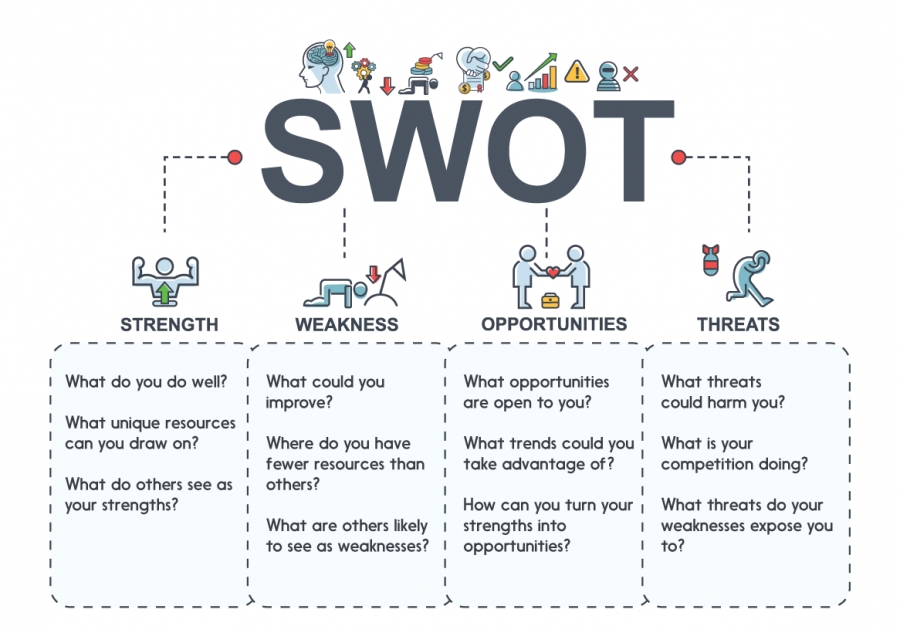 SWOT
STRENGTH
What do you do well?
What unique resources
can you draw on?
What do others see as
your strengths?
WEAKNESS
What could you
improve?
Where do you have
fewer resources than
others?
What are others likely
to see as weaknesses?
OPPORTUNITIES
What opportunities
are open to you?
What trends could you
take advantage of?
How can you turn your
strengths into
opportunities?
THREATS
What threats
could harm you?
What is your
competition doing?
What threats do your
weaknesses expose you
to?